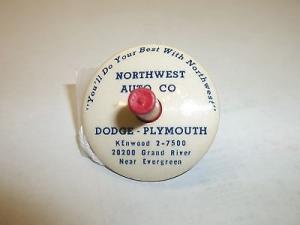 "You'll Do Your Best With Northwest"
NORTHWEST
AUTO CO
DODGE - PLYMOUTH
KEnwood 2-7500
20200 Grand River
Near Evergreen